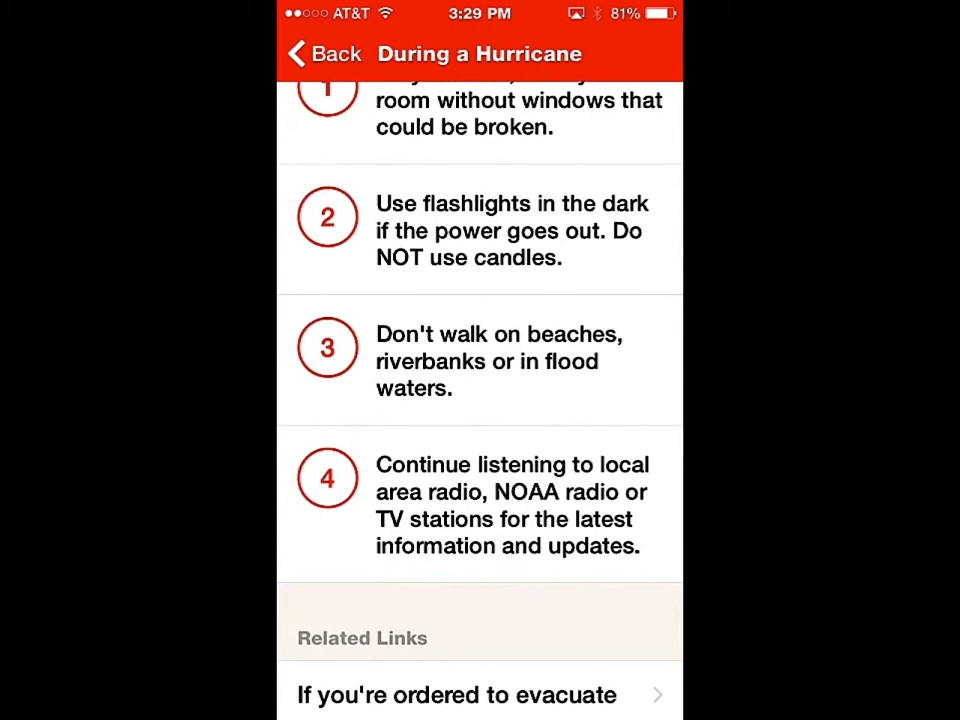 AT&T 3:29 PM 81%
Back During a Hurricane
1
room without windows that
could be broken.
2
Use flashlights in the dark
if the power goes out. Do
NOT use candles.
3
Don't walk on beaches,
riverbanks or in flood
waters.
4
Continue listening to local
area radio, NOAA radio or
TV stations for the latest
information and updates.
Related Links
If you're ordered to evacuate